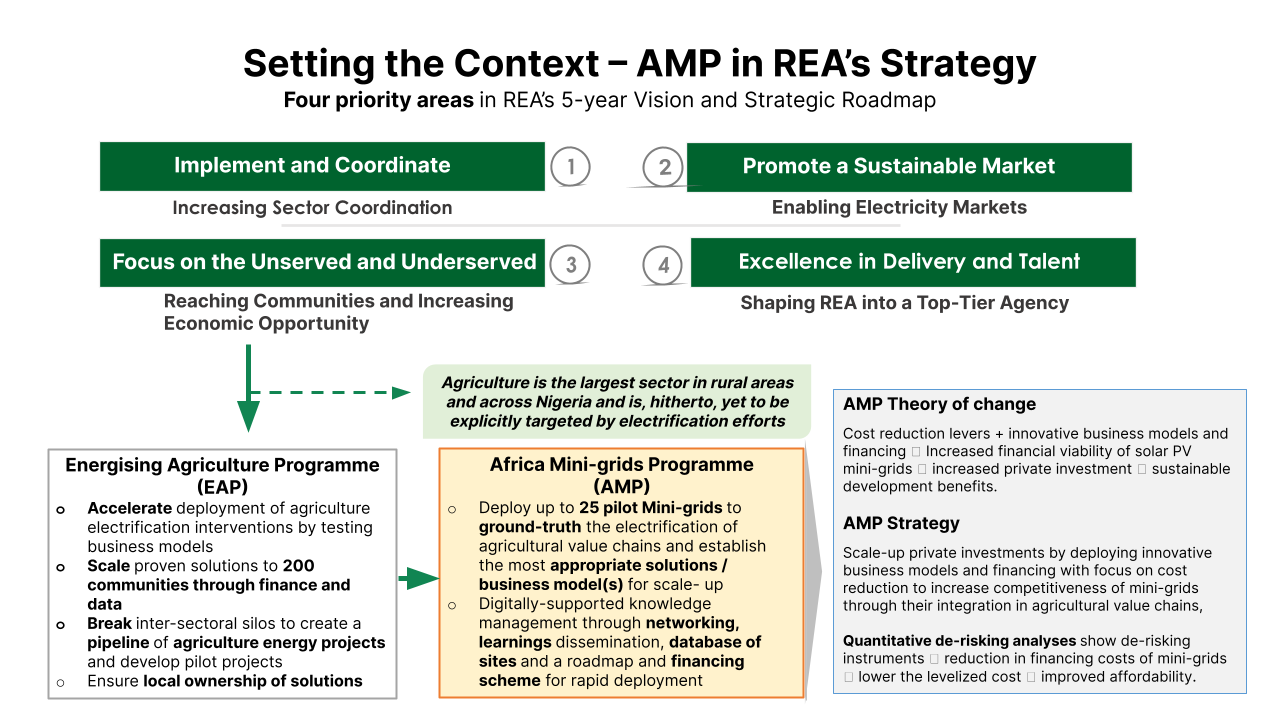 Setting the Context – AMP in REA’s Strategy
Four priority areas in REA’s 5-year Vision and Strategic Roadmap
Implement and Coordinate
1
2
Promote a Sustainable Market
Increasing Sector Coordination
Enabling Electricity Markets
Focus on the Unserved and Underserved
3
4
Excellence in Delivery and Talent
Reaching Communities and Increasing
Economic Opportunity
Shaping REA into a Top-Tier Agency
Agriculture is the largest sector in rural areas
and across Nigeria and is, hitherto, yet to be
explicitly targeted by electrification efforts
Energising Agriculture Programme
(EAP)
o Accelerate deployment of agriculture
electrification interventions by testing
business models
o Scale proven solutions to 200
communities through finance and
data
o Break inter-sectoral silos to create a
pipeline of agriculture energy projects
and develop pilot projects
o Ensure local ownership of solutions
Africa Mini-grids Programme
(AMP)
o Deploy up to 25 pilot Mini-grids to
ground-truth the electrification of
agricultural value chains and establish
the most appropriate solutions /
business model(s) for scale- up
o Digitally-supported knowledge
management through networking,
learnings dissemination, database of
sites and a roadmap and financing
scheme for rapid deployment
AMP Theory of change
Cost reduction levers + innovative business models and
financing □ Increased financial viability of solar PV
mini-grids □ increased private investment □ sustainable
development benefits.
AMP Strategy
Scale-up private investments by deploying innovative
business models and financing with focus on cost
reduction to increase competitiveness of mini-grids
through their integration in agricultural value chains,
Quantitative de-risking analyses show de-risking
instruments □ reduction in financing costs of mini-grids
□ lower the levelized cost □ improved affordability.